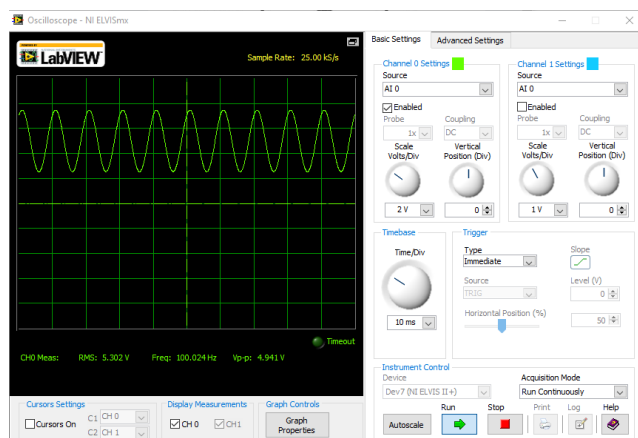 Oscilloscope - NI ELVISmx
POWERED BY
LabVIEW
Sample Rate: 25.00 kS/s
Timeout
CH0 Meas: RMS: 5.302 V Freq: 100.024 Hz Vp-p: 4.941 V
Cursors Settings
Cursors On
C1 CH 0
C2 CH 1
Display Measurements
CH 0 CH1
Graph Controls
Graph
Properties
Basic Settings Advanced Settings
Channel 0 Settings
Source
AI 0
Enabled
Probe Coupling
1x DC
Scale Vertical
Volts/Div Position (Div)
2 V 0
Channel 1 Settings
Source
AI 0
Enabled
Probe Coupling
1x DC
Scale Vertical
Volts/Div Position (Div)
1 V 0
Timebase
Time/Div
10 ms
Trigger
Type Slope
Immediate
Source Level (V)
TRIG 0
Horizontal Position (%)
50
Instrument Control
Device Acquisition Mode
Dev7 (NI ELVIS II+) Run Continuously
Run Stop Print Log Help
Autoscale